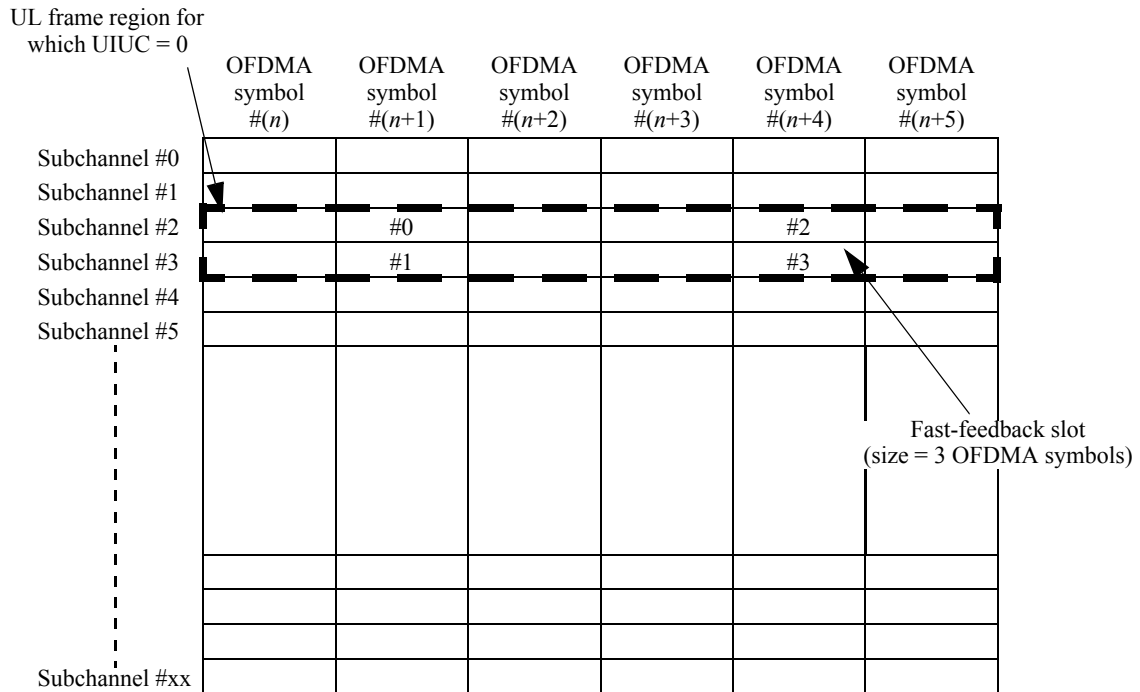 UL frame region for
which UIUC = 0
OFDMA symbol #(n)
OFDMA symbol #(n+1)
OFDMA symbol #(n+2)
OFDMA symbol #(n+3)
OFDMA symbol #(n+4)
OFDMA symbol #(n+5)
Subchannel #0
Subchannel #1
Subchannel #2
#0
#2
Subchannel #3
#1
#3
Subchannel #4
Subchannel #5
Fast-feedback slot
(size = 3 OFDMA symbols)
Subchannel #xx